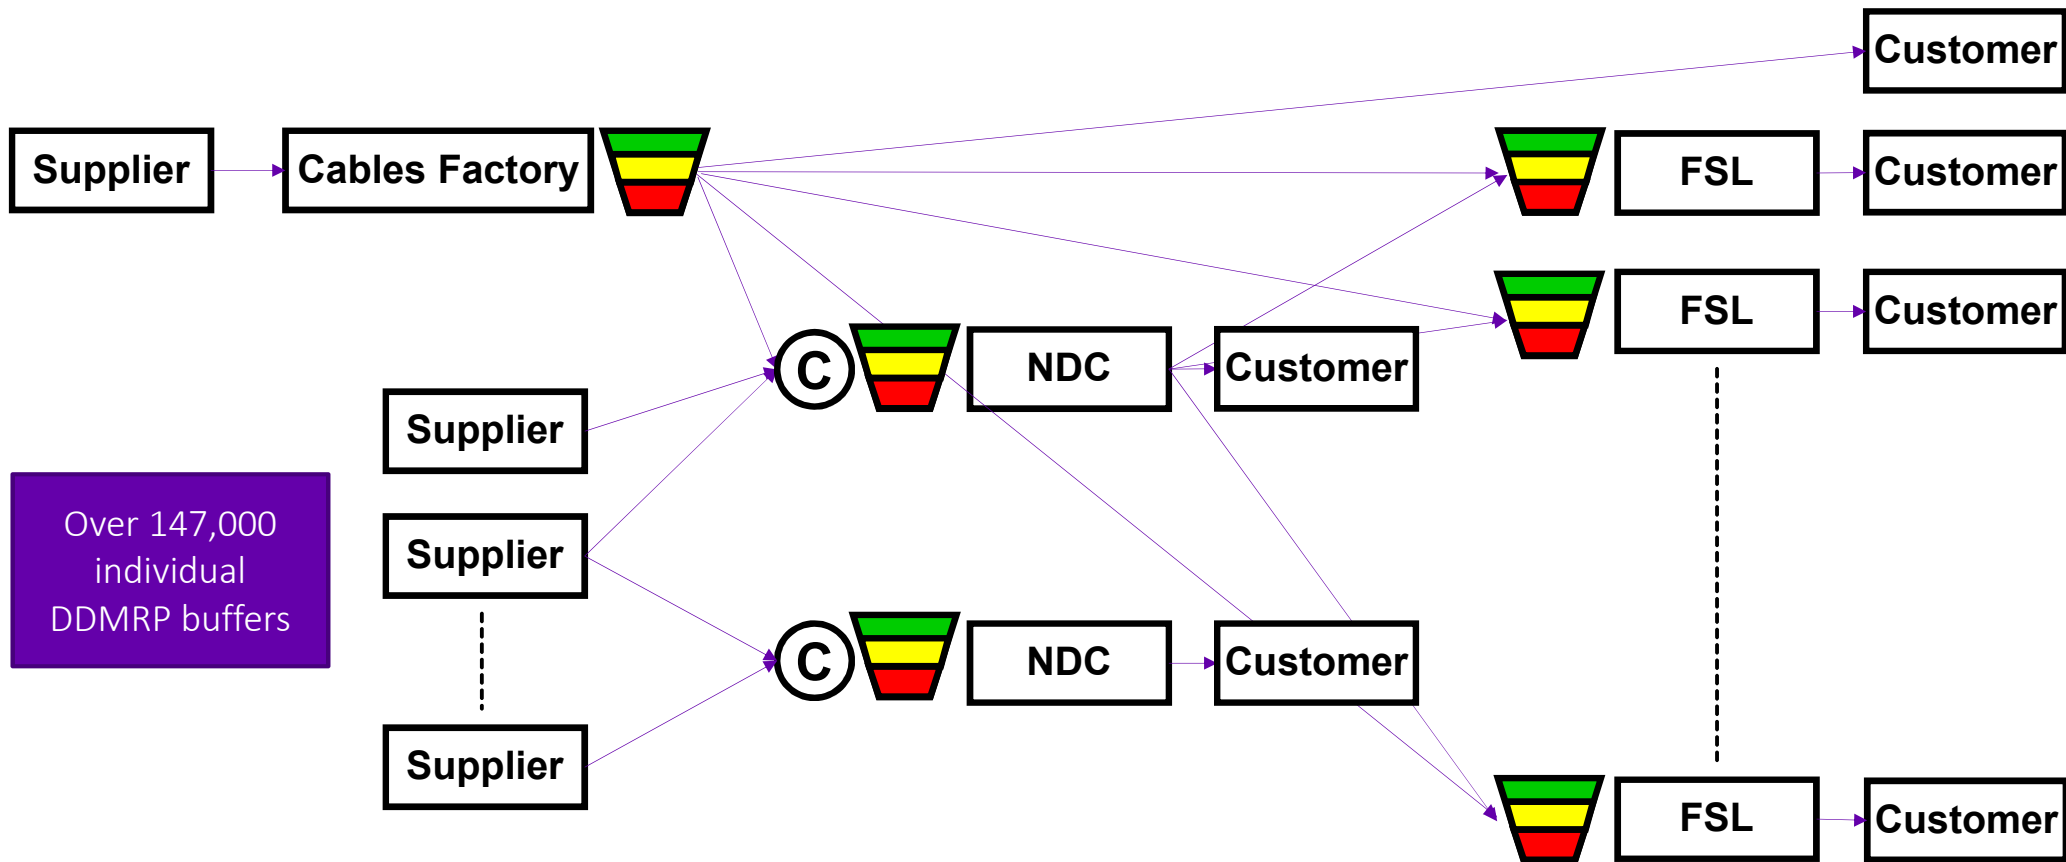 Customer
Supplier
Cables Factory
FSL
Customer
FSL
Customer
C
NDC
Customer
Supplier
Over 147,000
individual
DDMRP buffers
Supplier
C
NDC
Customer
Supplier
FSL
Customer